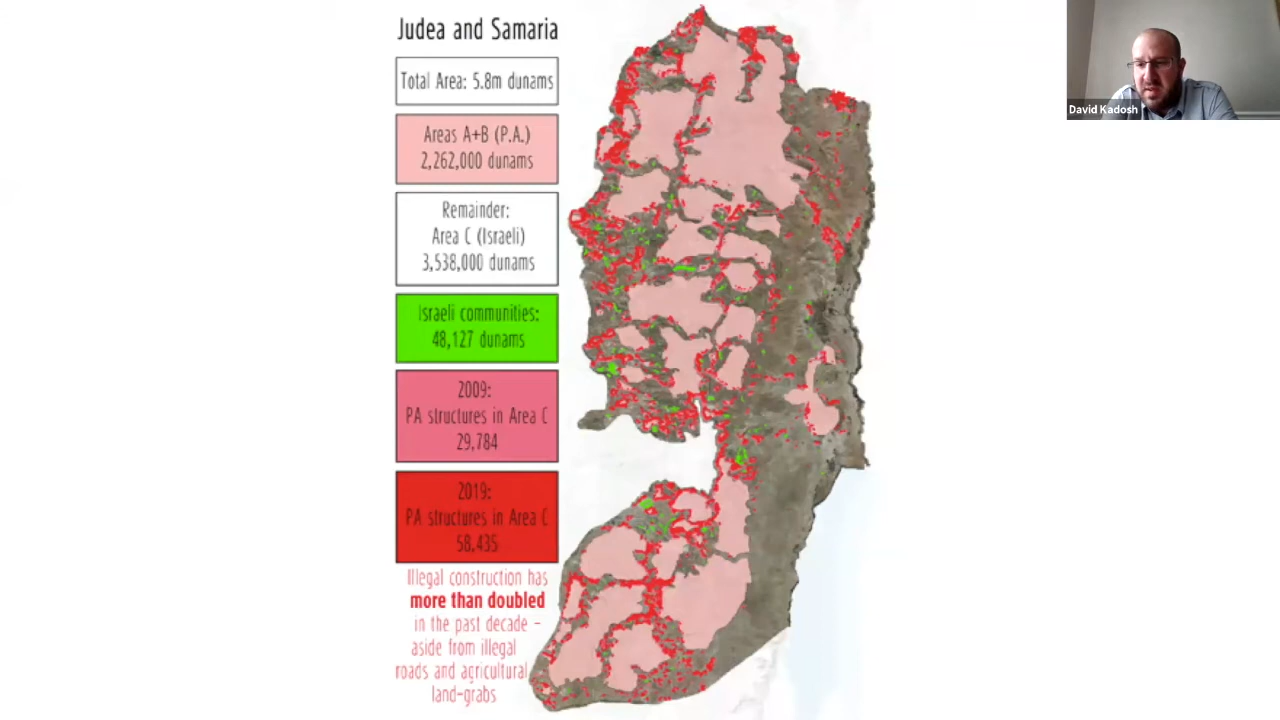 Judea and Samaria
Total Area: 5.8m dunams
Areas A+B (P.A.)
2,262,000 dunams
Remainder:
Area C (Israeli)
3,538,000 dunams
Israeli communities:
48,127 dunams
2009:
PA structures in Area C
29,784
2019:
PA structures in Area C
58,435
Illegal construction has
more than doubled
in the past decade -
aside from illegal
roads and agricultural
land-grabs
David Kadosh